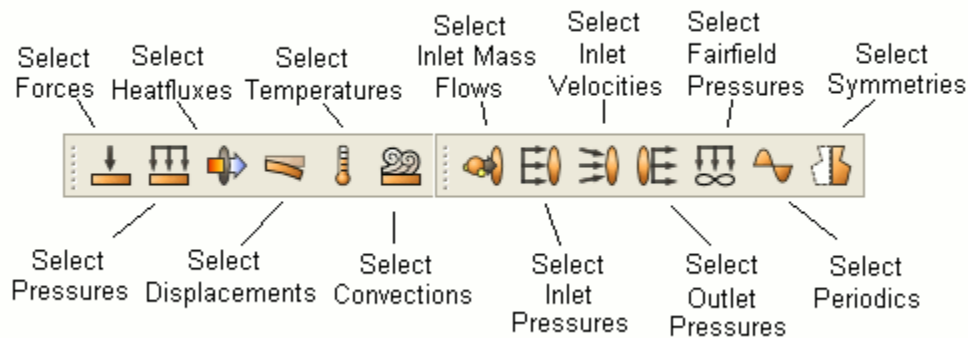 Select
Forces
Select
Heatfluxes
Select
Temperatures
Select
Inlet Mass
Flows
Select
Inlet
Velocities
Select
Fairfield
Pressures
Select
Symmetries
Select
Pressures
Select
Displacements
Select
Convections
Select
Inlet
Pressures
Select
Outlet
Pressures
Select
Periodics